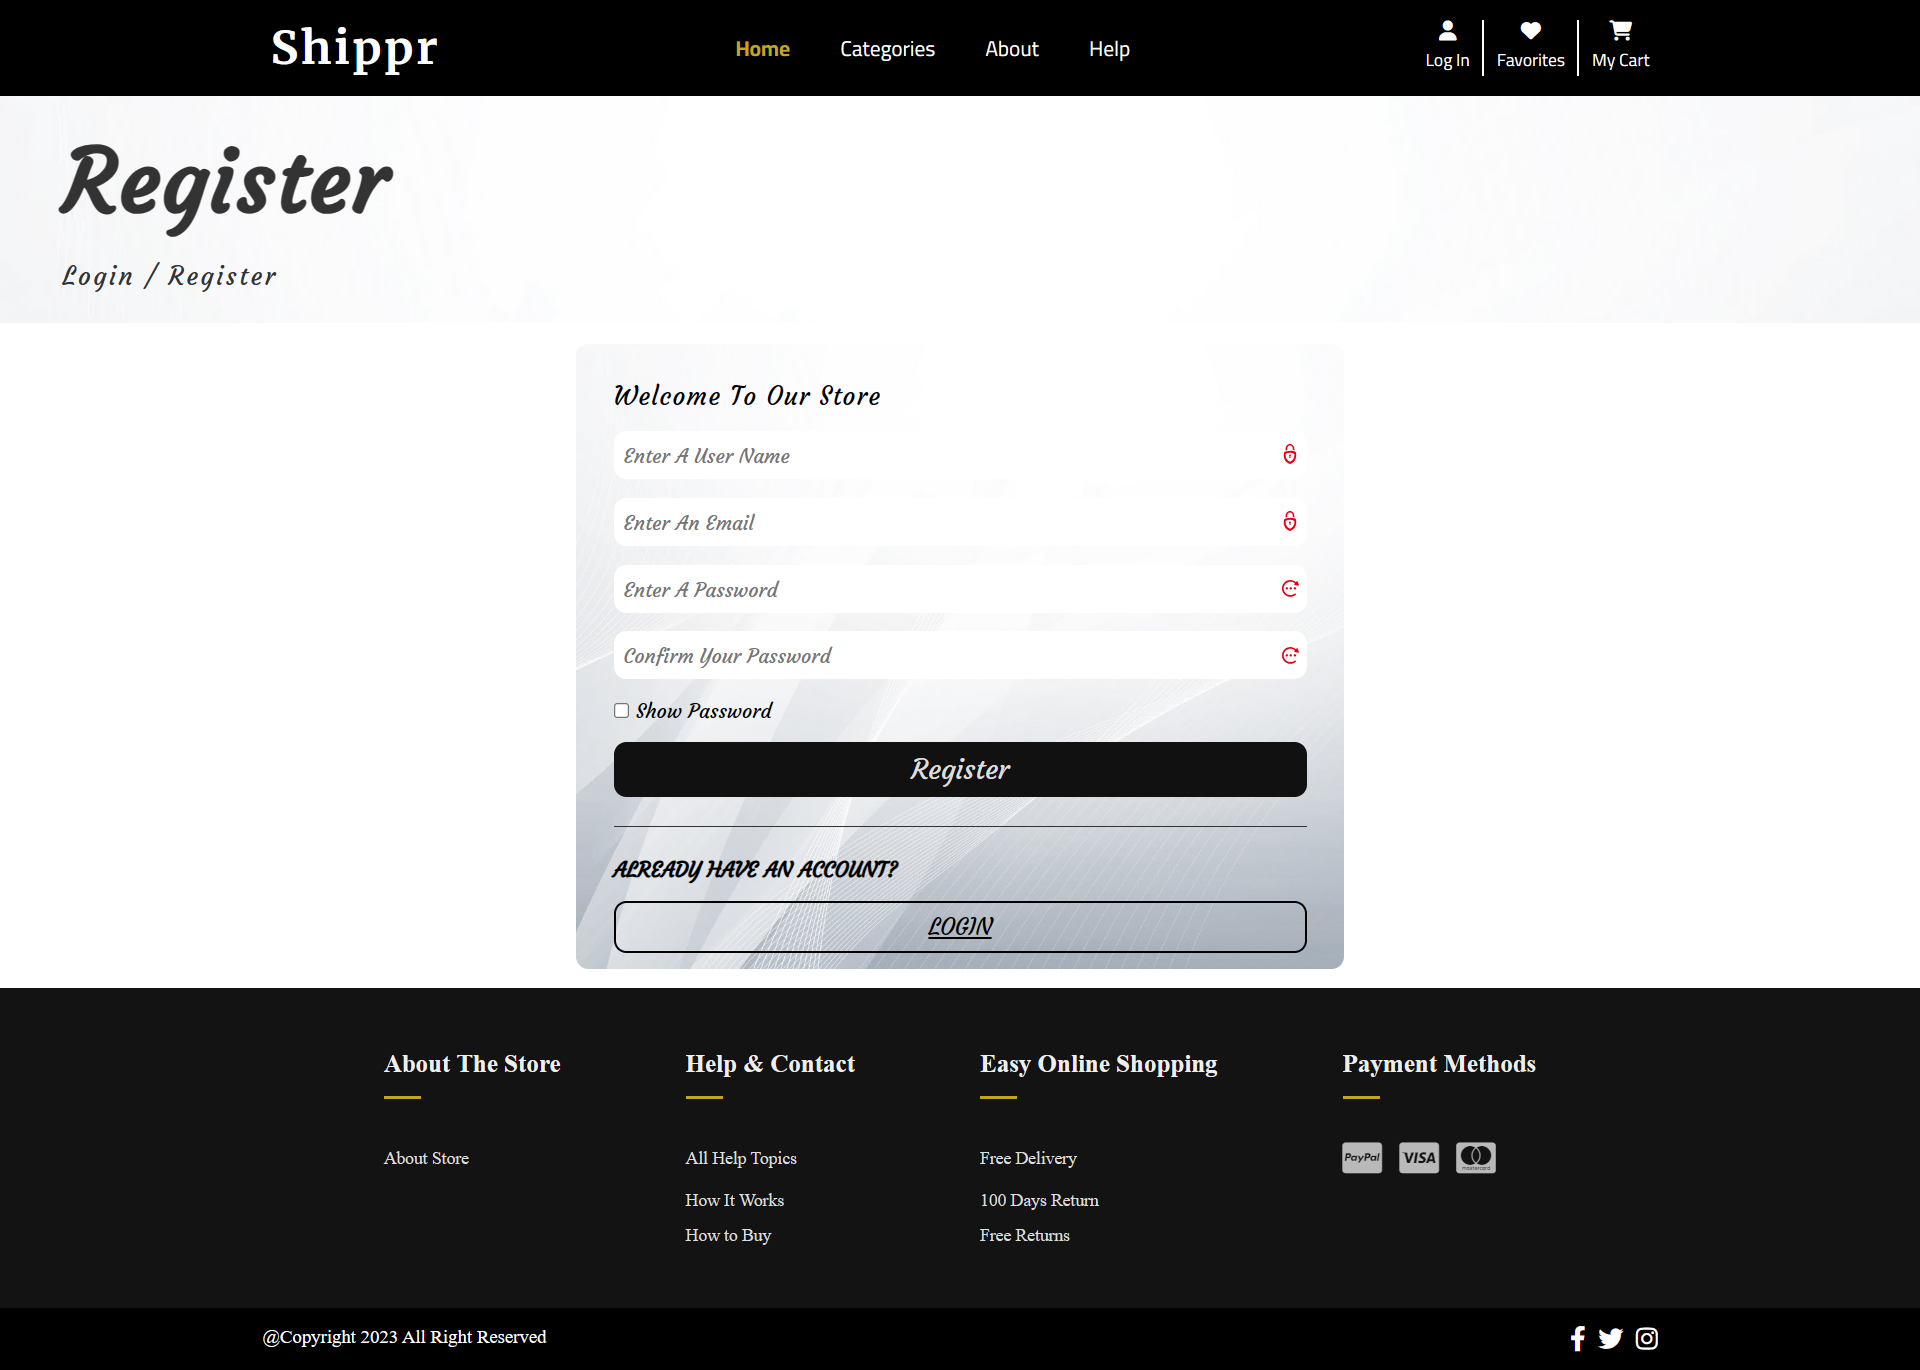 Shippr
Home Categories About Help
Log In Favorites My Cart
Register
Login / Register
Welcome To Our Store
Enter A User Name
Enter An Email
Enter A Password
Confirm Your Password
Show Password
Register
ALREADY HAVE AN ACCOUNT?
LOGIN
About The Store Help & Contact Easy Online Shopping Payment Methods
About Store All Help Topics Free Delivery PayPal VISA mastercard
How It Works 100 Days Return
How to Buy Free Returns
@Copyright 2023 All Right Reserved